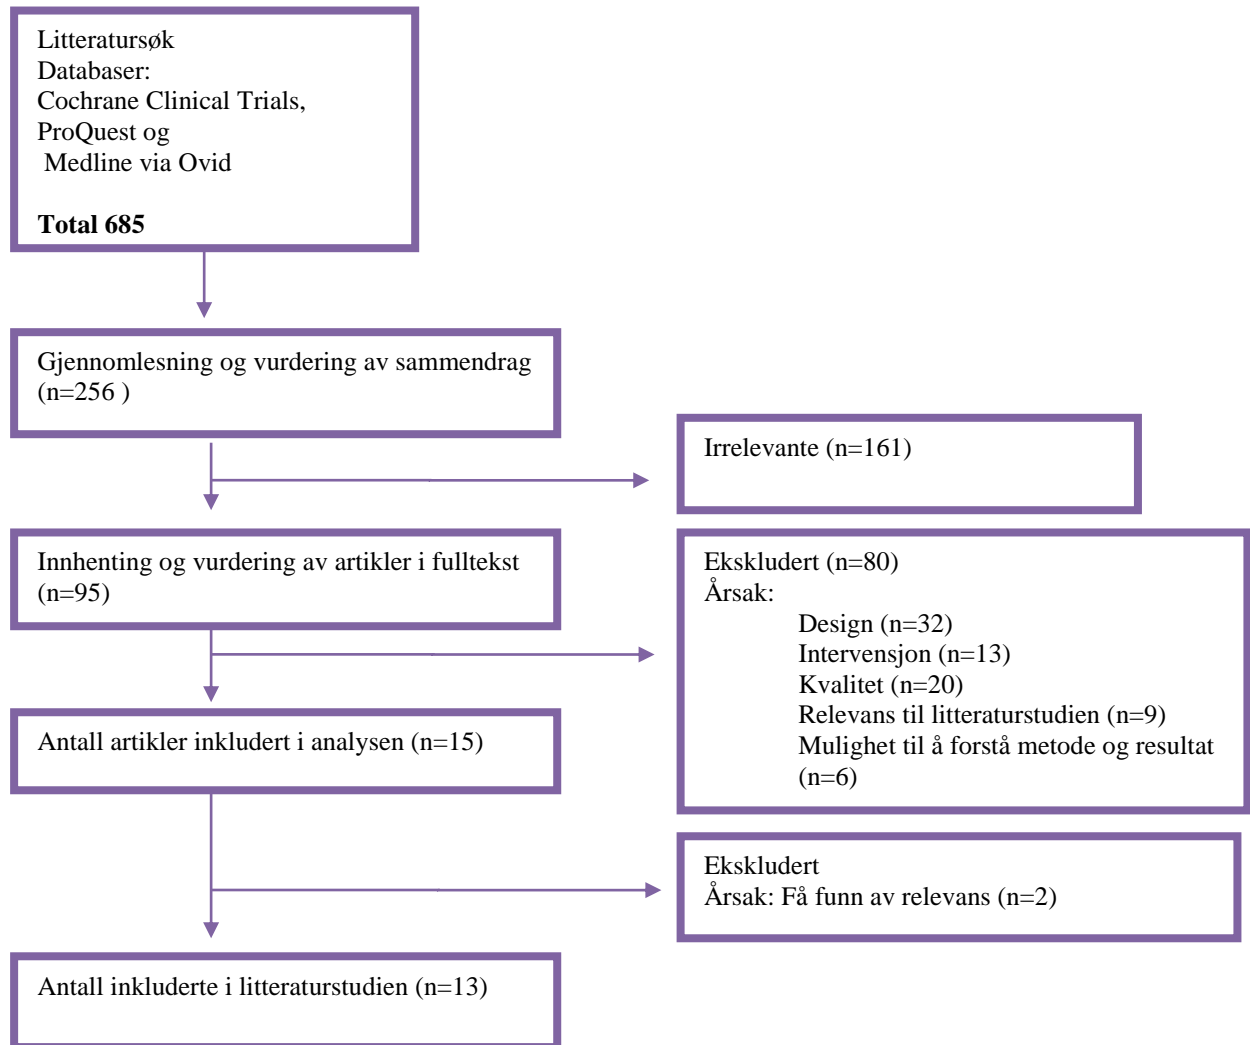 Litteratursøk
Databaser:
Cochrane Clinical Trials,
ProQuest og
Medline via Ovid
Total 685
Gjennomlesning og vurdering av sammendrag
(n=256 )
Irrelevante (n=161)
Innhenting og vurdering av artikler i fulltekst
(n=95)
Ekskludert (n=80)
Årsak:
Design (n=32)
Intervensjon (n=13)
Kvalitet (n=20)
Relevans til litteraturstudien (n=9)
Mulighet til å forstå metode og resultat
(n=6)
Antall artikler inkludert i analysen (n=15)
Ekskludert
Årsak: Få funn av relevans (n=2)
Antall inkluderte i litteraturstudien (n=13)